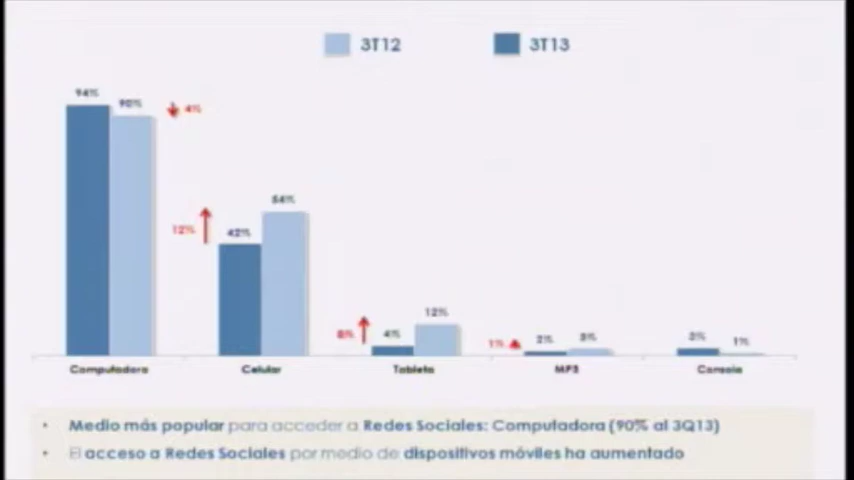 3T12 3T13
94% 90% 4%
12% 42% 54%
8% 4% 12%
1% 2% 3%
3% 1%
Computadora Celular Tableta MP3 Consola
• Medio más popular para acceder a Redes Sociales: Computadora (90% al 3Q13)
• El acceso a Redes Sociales por medio de dispositivos móviles ha aumentado